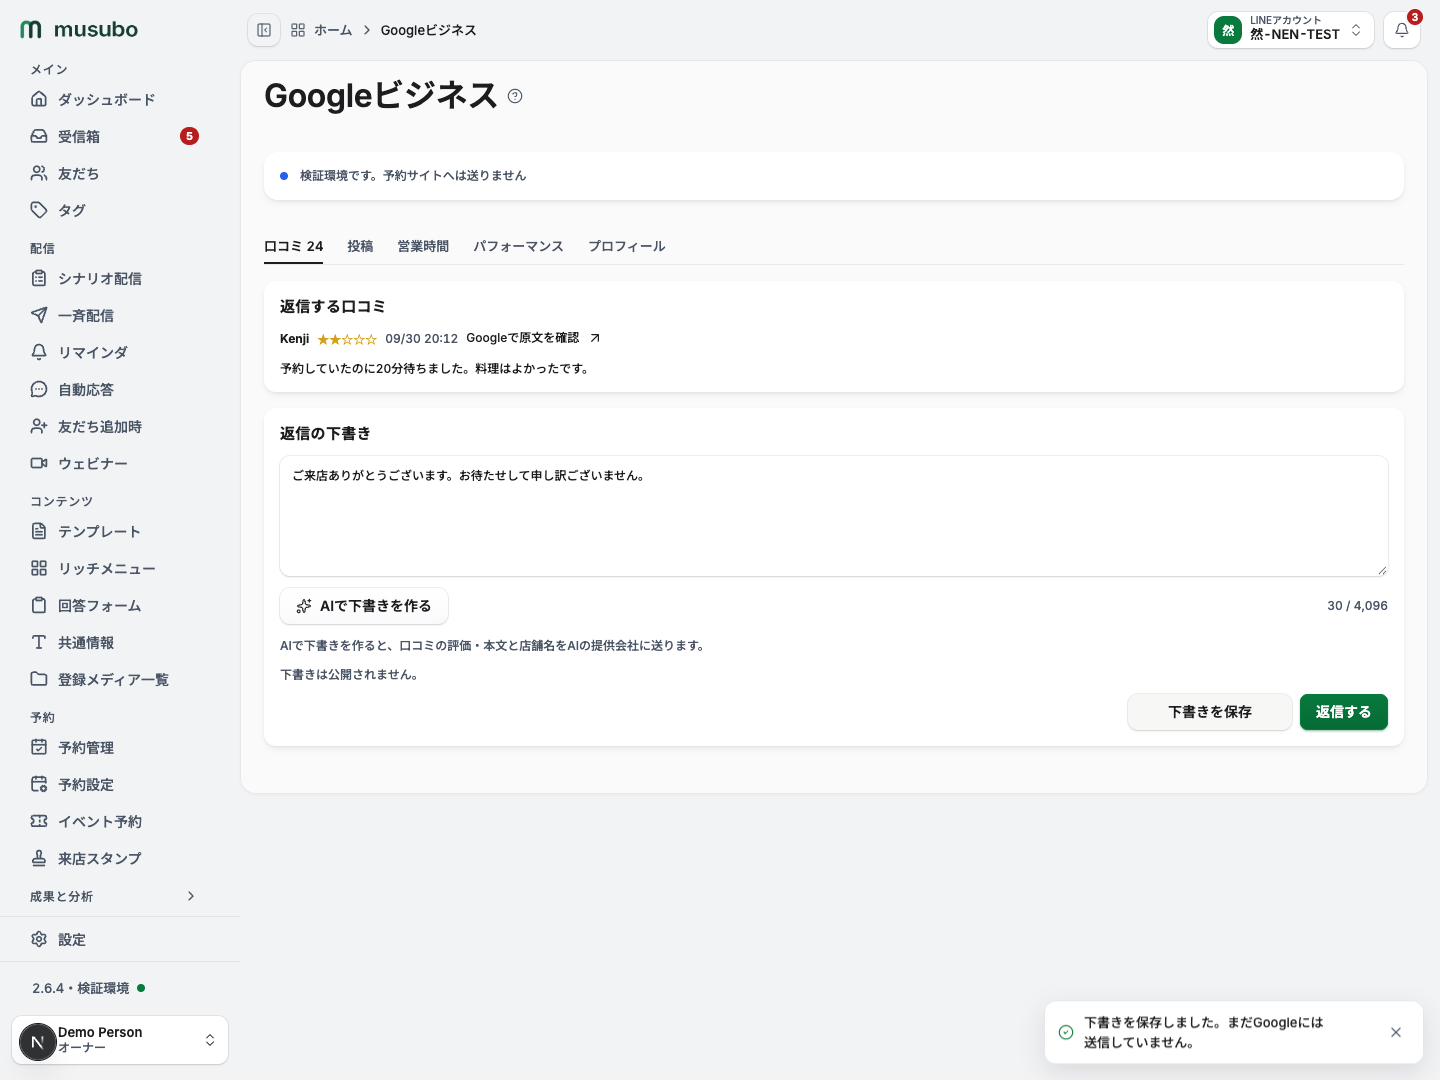 musubo
メイン
ダッシュボード
受信箱
5
友だち
タグ
配信
シナリオ配信
一斉配信
リマインダ
自動応答
友だち追加時
ウェビナー
コンテンツ
テンプレート
リッチメニュー
回答フォーム
共通情報
登録メディア一覧
予約
予約管理
予約設定
イベント予約
来店スタンプ
成果と分析
設定
2.6.4・検証環境
N
Demo Person
オーナー
ホーム
Googleビジネス
然
LINEアカウント
然-NEN-TEST
3
Googleビジネス
検証環境です。予約サイトへは送りません
口コミ 24
投稿
営業時間
パフォーマンス
プロフィール
返信する口コミ
Kenji ★★☆☆☆ 09/30 20:12 Googleで原文を確認
予約していたのに20分待ちました。料理はよかったです。
返信の下書き
ご来店ありがとうございます。お待たせして申し訳ございません。
AIで下書きを作る
30 / 4,096
AIで下書きを作ると、口コミの評価・本文と店舗名をAIの提供会社に送ります。
下書きは公開されません。
下書きを保存
返信する
下書きを保存しました。まだGoogleには
送信していません。